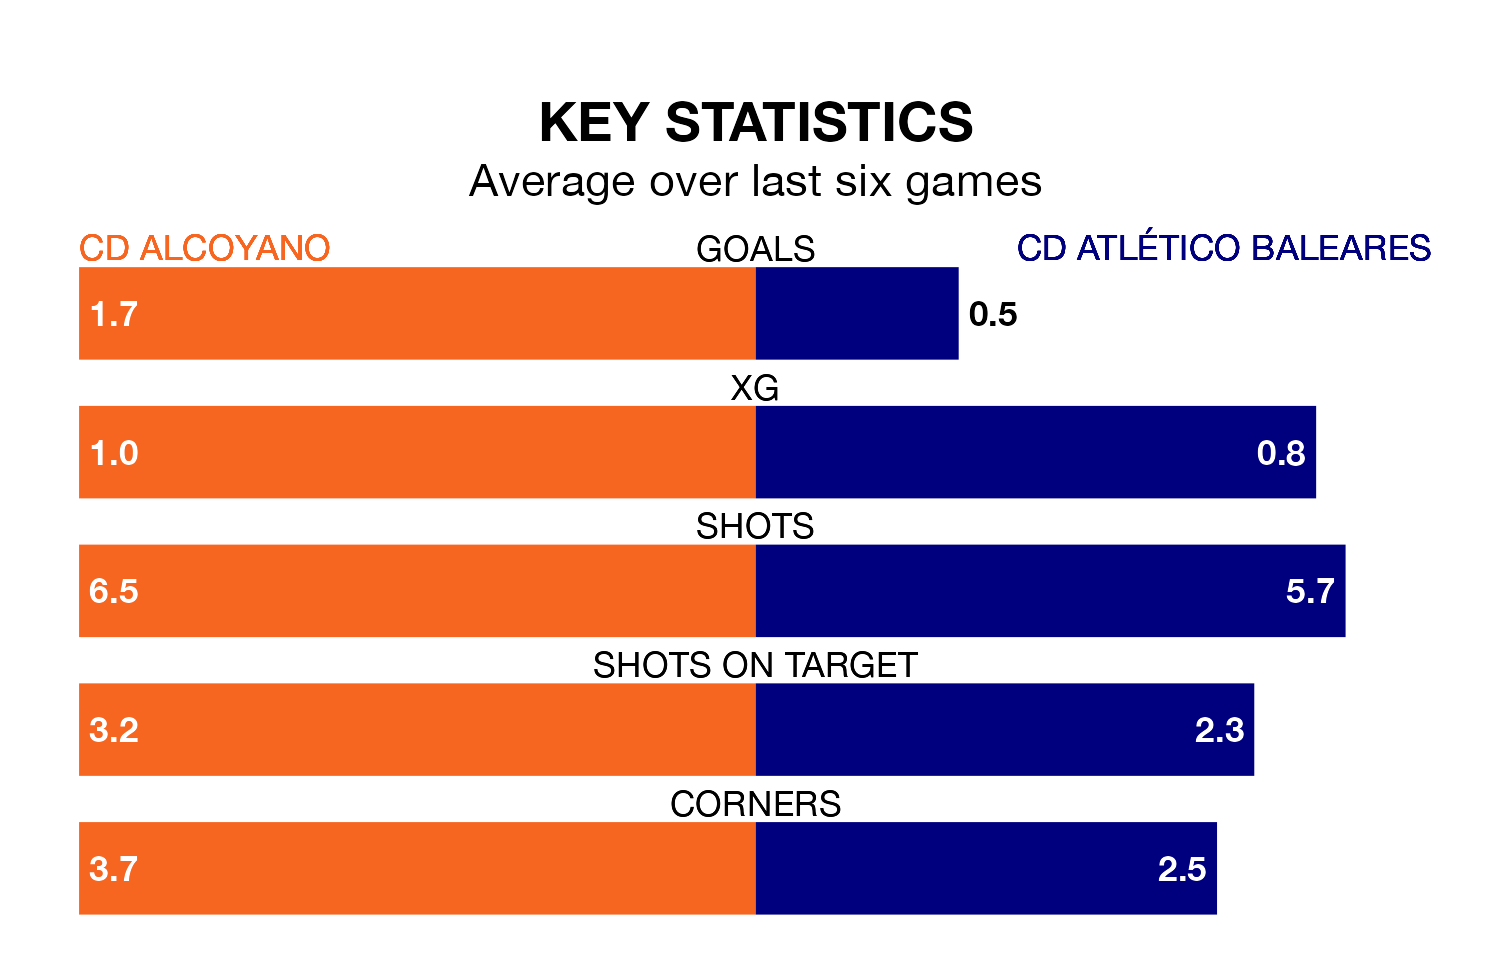 KEY STATISTICS
Average over last six games
CD ALCOYANO GOALS CD ATLÉTICO BALEARES
1.7 0.5
XG
1.0 0.8
SHOTS
6.5 5.7
SHOTS ON TARGET
3.2 2.3
CORNERS
3.7 2.5